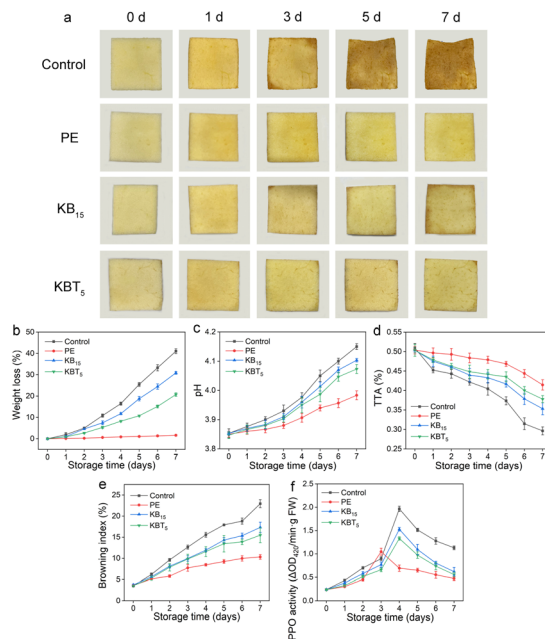 a
0 d 1 d 3 d 5 d 7 d
Control
PE
KB₁₅
KBT₅
b
Weight loss (%)
50
40
30
20
10
0
Control
PE
KB₁₅
KBT₅
0 1 2 3 4 5 6 7
Storage time (days)
c
pH
4.2
4.1
4.0
3.9
3.8
Control
PE
KB₁₅
KBT₅
0 1 2 3 4 5 6 7
Storage time (days)
d
TTA (%)
0.55
0.50
0.45
0.40
0.35
0.30
0.25
Control
PE
KB₁₅
KBT₅
0 1 2 3 4 5 6 7
Storage time (days)
e
Browning index (%)
25
20
15
10
5
0
Control
PE
KB₁₅
KBT₅
0 1 2 3 4 5 6 7
Storage time (days)
f
PPO activity (ΔOD₄₂₀/min·g FW)
2.5
2.0
1.5
1.0
0.5
0.0
Control
PE
KB₁₅
KBT₅
0 1 2 3 4 5 6 7
Storage time (days)